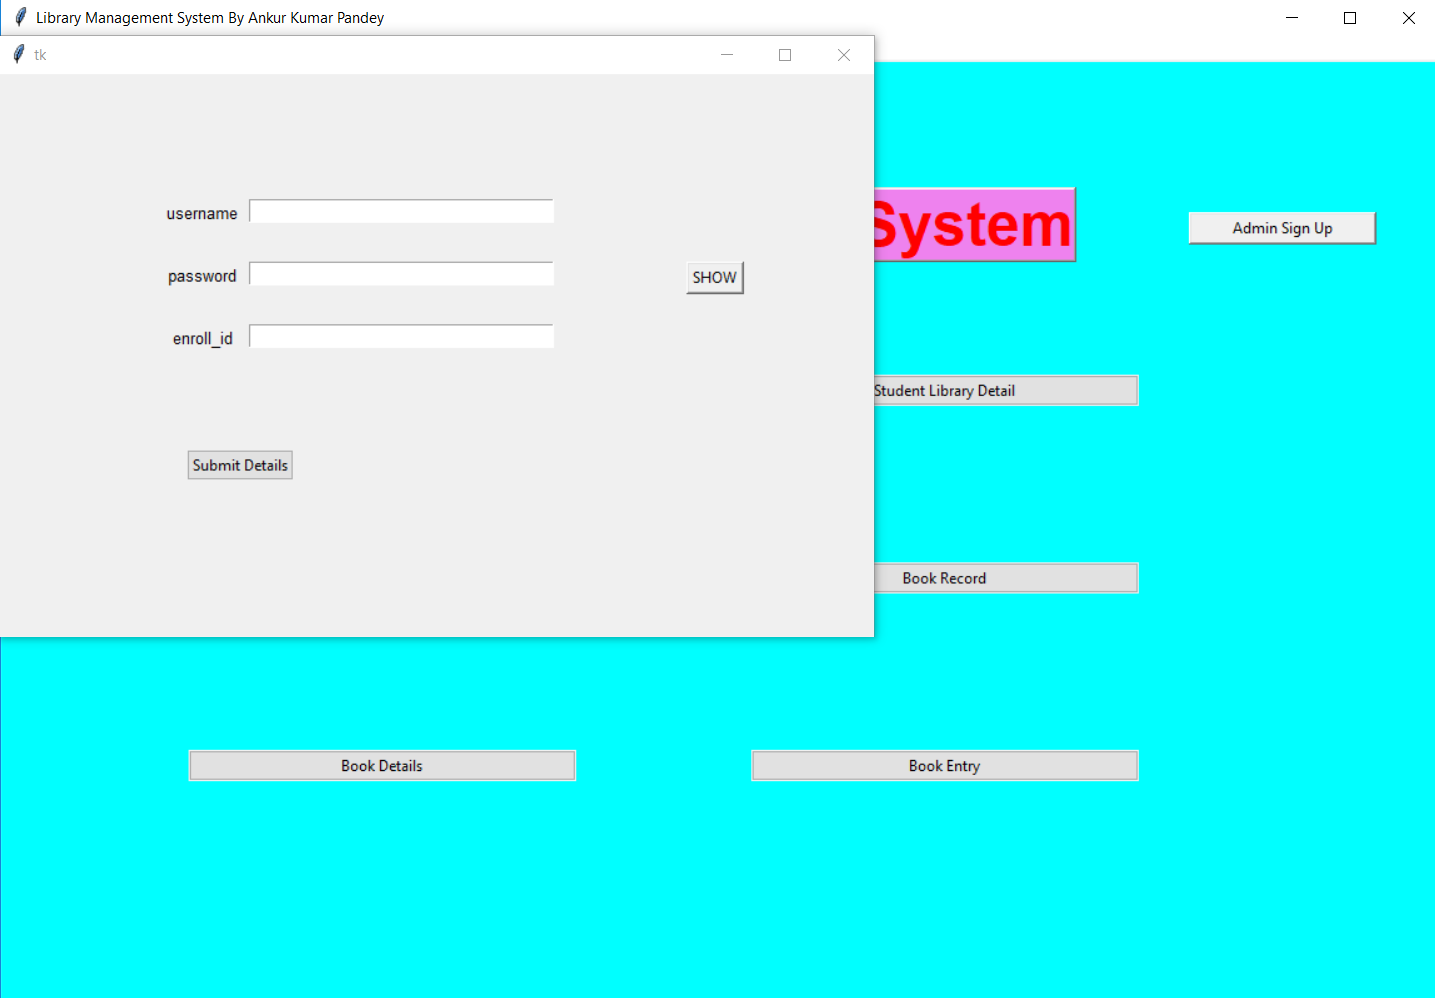 Library Management System By Ankur Kumar Pandey
tk
username
password
SHOW
enroll_id
Submit Details
System
Admin Sign Up
Student Library Detail
Book Record
Book Details
Book Entry